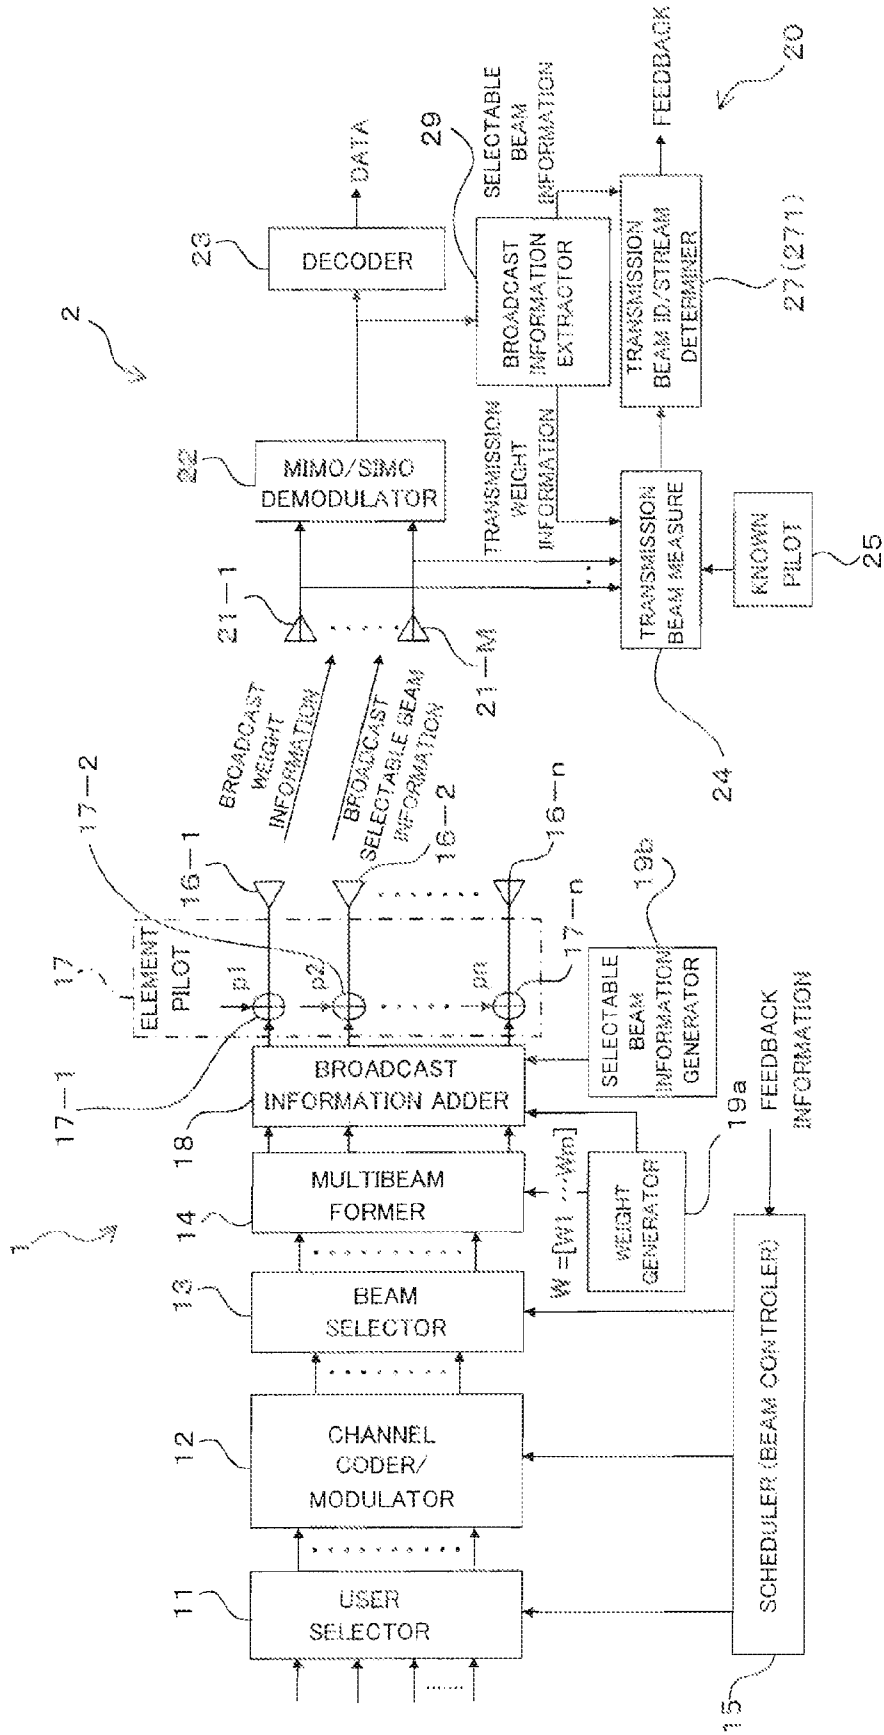 1
11
USER
SELECTOR
12
CHANNEL
CODER/
MODULATOR
13
BEAM
SELECTOR
14
MULTIBEAM
FORMER
18
BROADCAST
INFORMATION ADDER
17-1
17
ELEMENT
PILOT
p1
p2
pn
17-2
17-n
16-1
16-2
16-n
15
SCHEDULER (BEAM CONTROLER)
FEEDBACK
INFORMATION
W =[W1 ···Wm]
WEIGHT
GENERATOR
19a
SELECTABLE
BEAM
INFORMATION
GENERATOR
19b
BROADCAST
WEIGHT
INFORMATION
BROADCAST
SELECTABLE BEAM
INFORMATION
2
21-1
21-M
22
MIMO/SIMO
DEMODULATOR
23
DECODER
DATA
TRANSMISSION
WEIGHT
INFORMATION
29
BROADCAST
INFORMATION
EXTRACTOR
SELECTABLE
BEAM
INFORMATION
24
TRANSMISSION
BEAM MEASURE
KNOWN
PILOT
25
TRANSMISSION
BEAM ID/STREAM
DETERMINER
27(271)
FEEDBACK
20